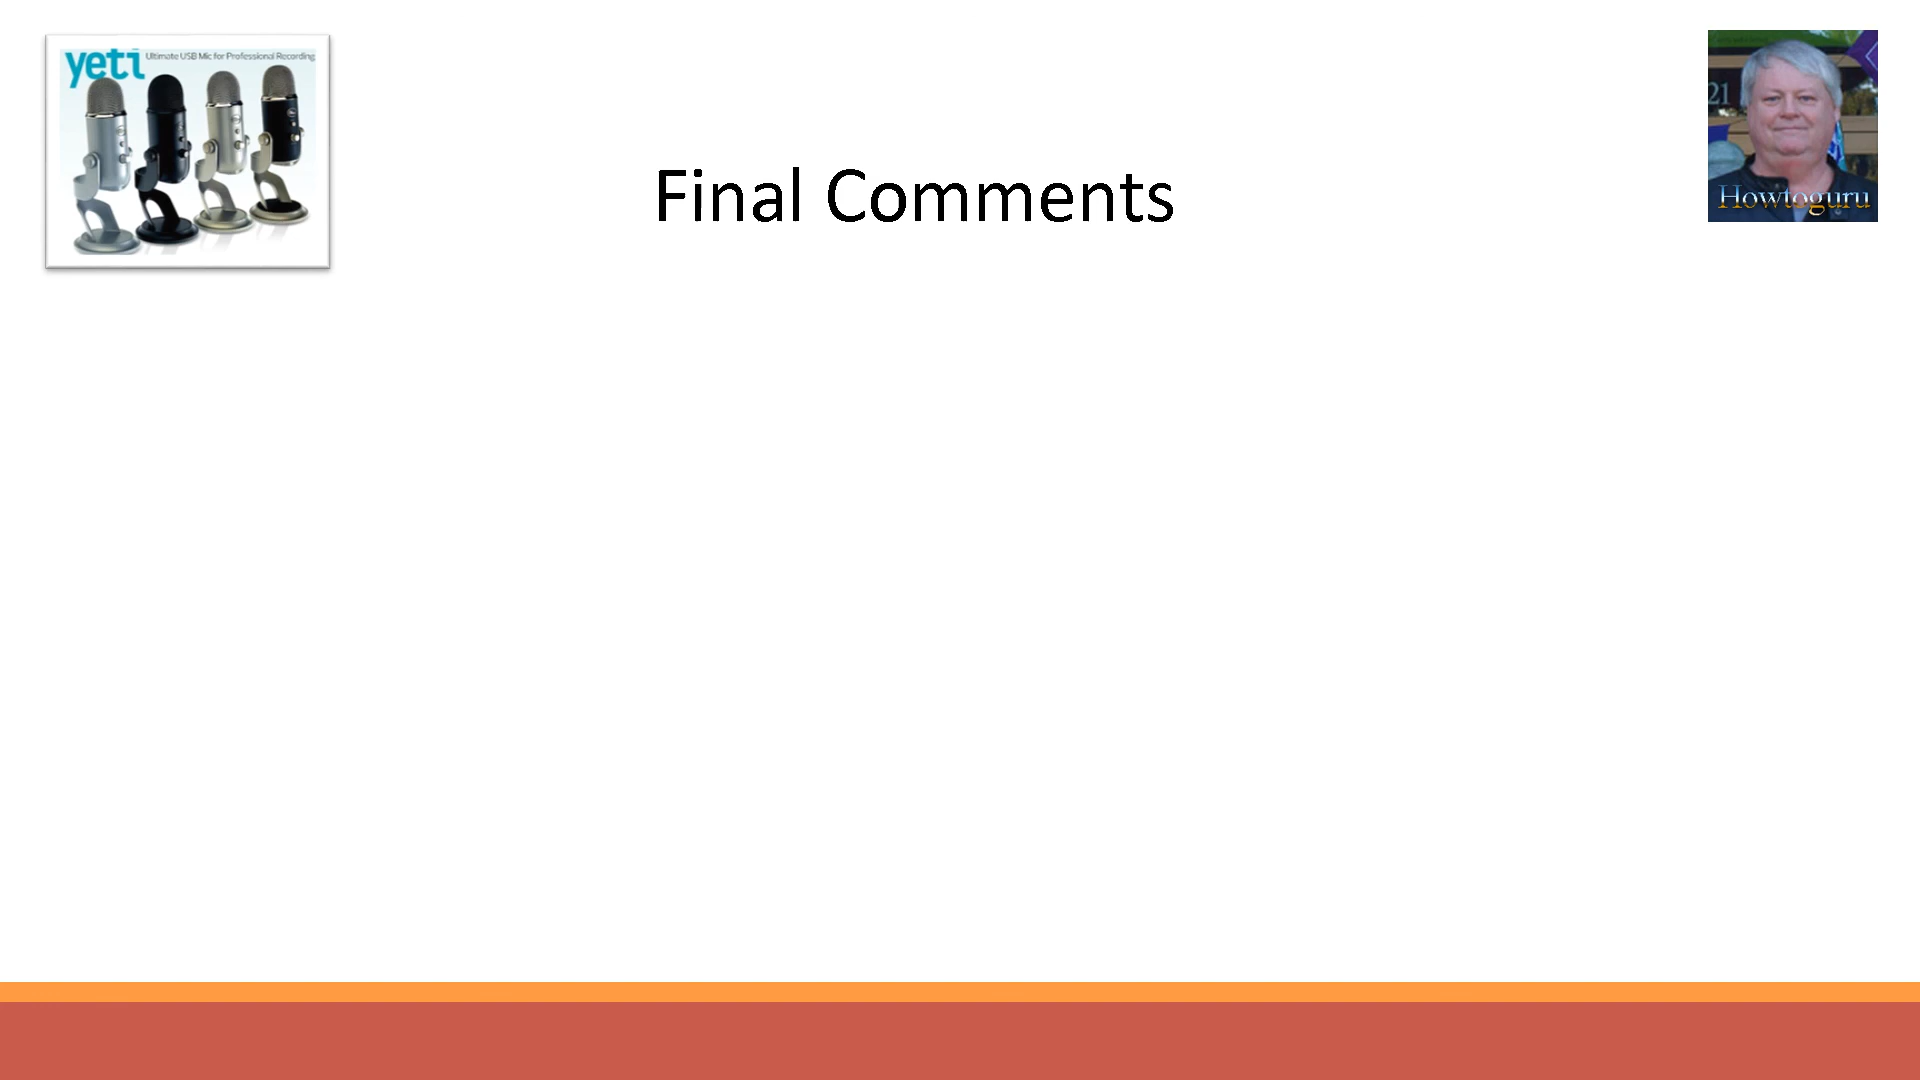 yeti Ultimate USB Mic for Professional Recording
21
Howtoguru
Final Comments